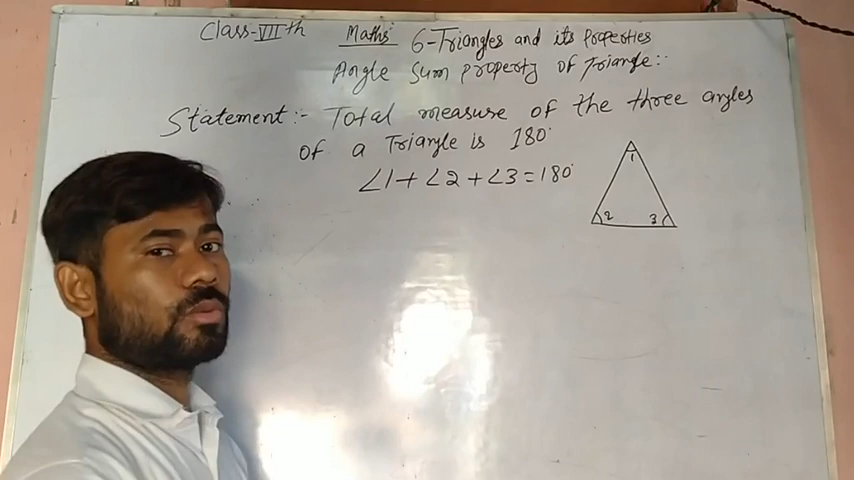 Class-VIIth Maths 6-Triangles and its Properties
Angle Sum property of Triangle:-
Statement:- Total measure of the three angles
of a Triangle is 180°
∠1+∠2+∠3=180°
1
2 3